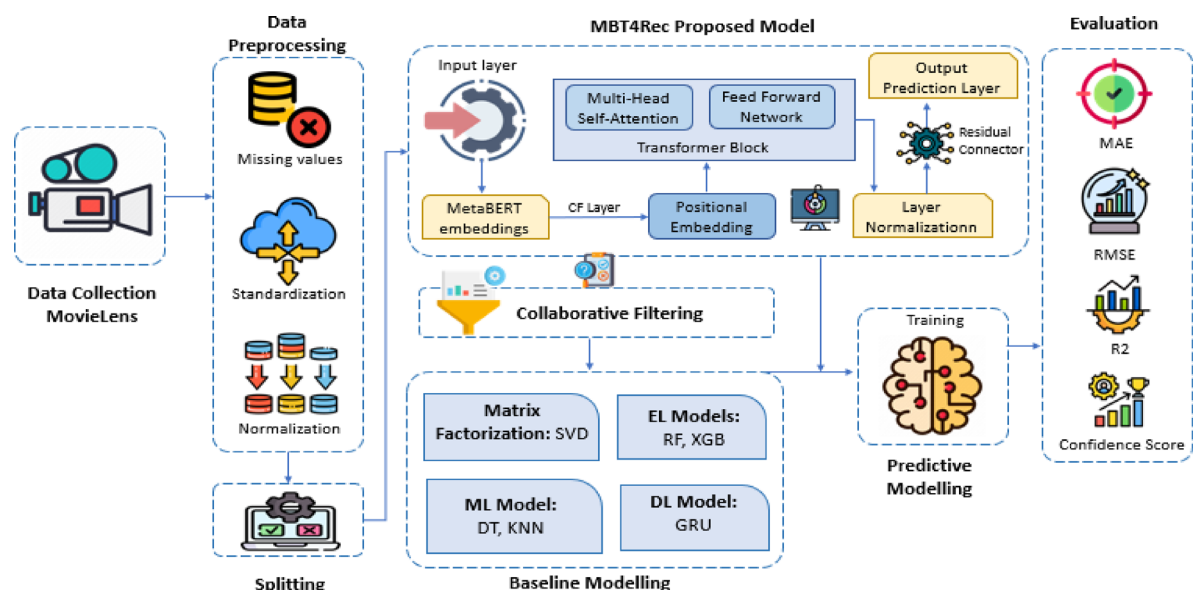 Data Collection
MovieLens
Data
Preprocessing
Missing values
Standardization
Normalization
Splitting
MBT4Rec Proposed Model
Input layer
MetaBERT
embeddings
CF Layer
Positional
Embedding
Multi-Head
Self-Attention
Feed Forward
Network
Transformer Block
Layer
Normalizationn
Residual
Connector
Output
Prediction Layer
Collaborative Filtering
Matrix
Factorization: SVD
EL Models:
RF, XGB
ML Model:
DT, KNN
DL Model:
GRU
Baseline Modelling
Training
Predictive
Modelling
Evaluation
MAE
RMSE
R2
Confidence Score